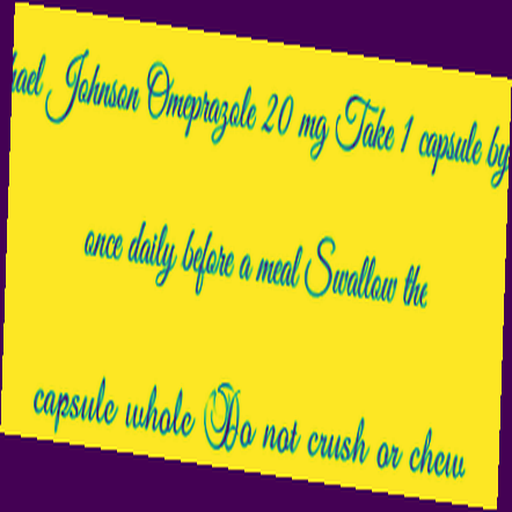 Johnson Omeprazole 20 mg Take 1 capsule by
once daily before a meal Swallow the
capsule whole Do not crush or chew